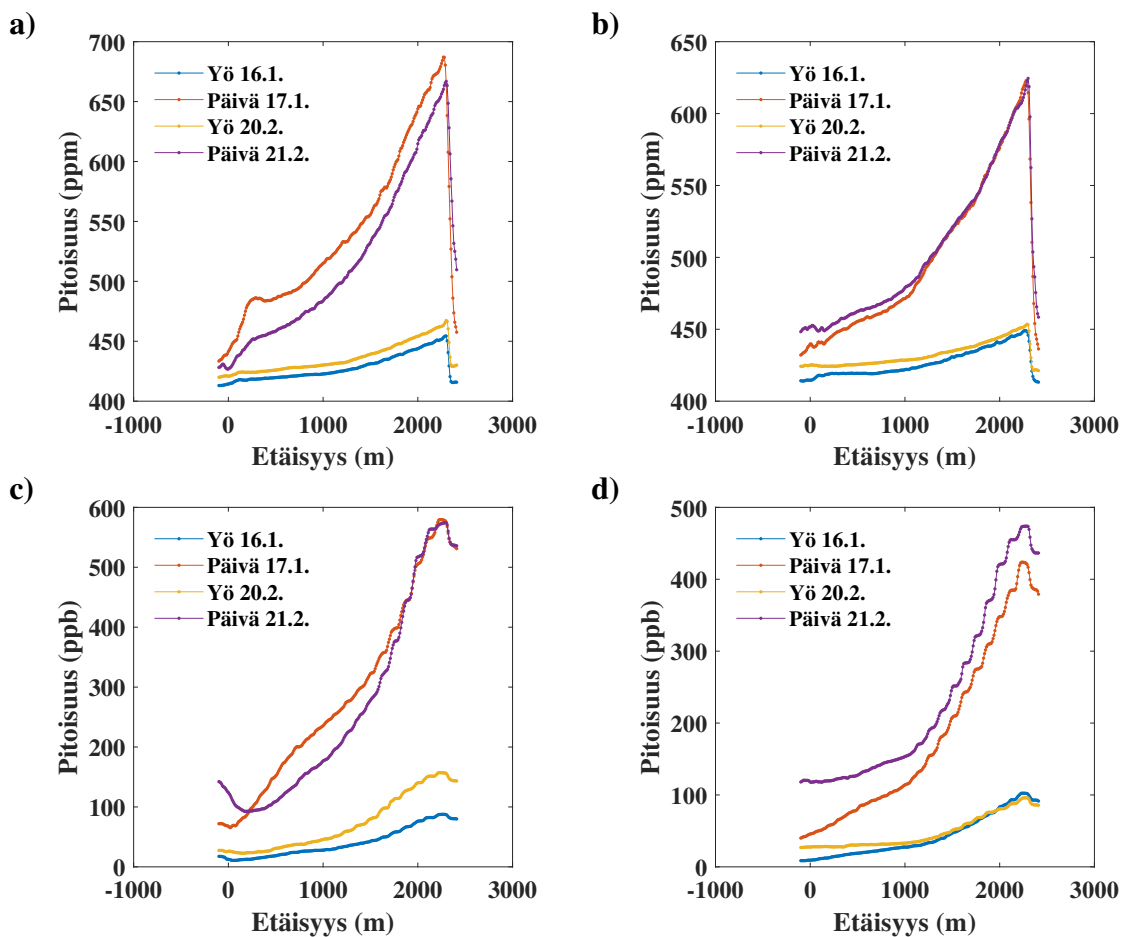 a)
700
650
600
550
500
450
400
Pitoisuus (ppm)
Yö 16.1.
Päivä 17.1.
Yö 20.2.
Päivä 21.2.
-1000 0 1000 2000 3000
Etäisyys (m)
b)
650
600
550
500
450
400
Pitoisuus (ppm)
Yö 16.1.
Päivä 17.1.
Yö 20.2.
Päivä 21.2.
-1000 0 1000 2000 3000
Etäisyys (m)
c)
600
500
400
300
200
100
0
Pitoisuus (ppb)
Yö 16.1.
Päivä 17.1.
Yö 20.2.
Päivä 21.2.
-1000 0 1000 2000 3000
Etäisyys (m)
d)
500
400
300
200
100
0
Pitoisuus (ppb)
Yö 16.1.
Päivä 17.1.
Yö 20.2.
Päivä 21.2.
-1000 0 1000 2000 3000
Etäisyys (m)